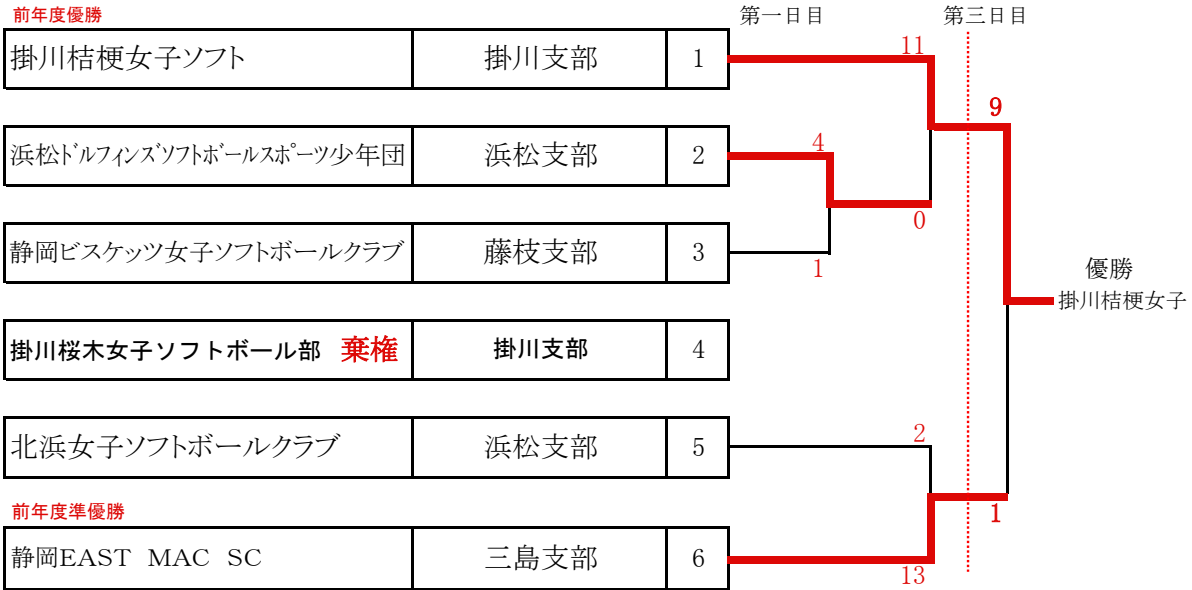 前年度優勝
第一日目
第三日目
掛川桔梗女子ソフト 掛川支部 1
11
9
浜松ドルフィンズソフトボールスポーツ少年団 浜松支部 2
4
0
静岡ビスケッツ女子ソフトボールクラブ 藤枝支部 3
1
優勝
掛川桔梗女子
掛川桜木女子ソフトボール部 棄権 掛川支部 4
北浜女子ソフトボールクラブ 浜松支部 5
2
前年度準優勝
1
静岡EAST MAC SC 三島支部 6
13